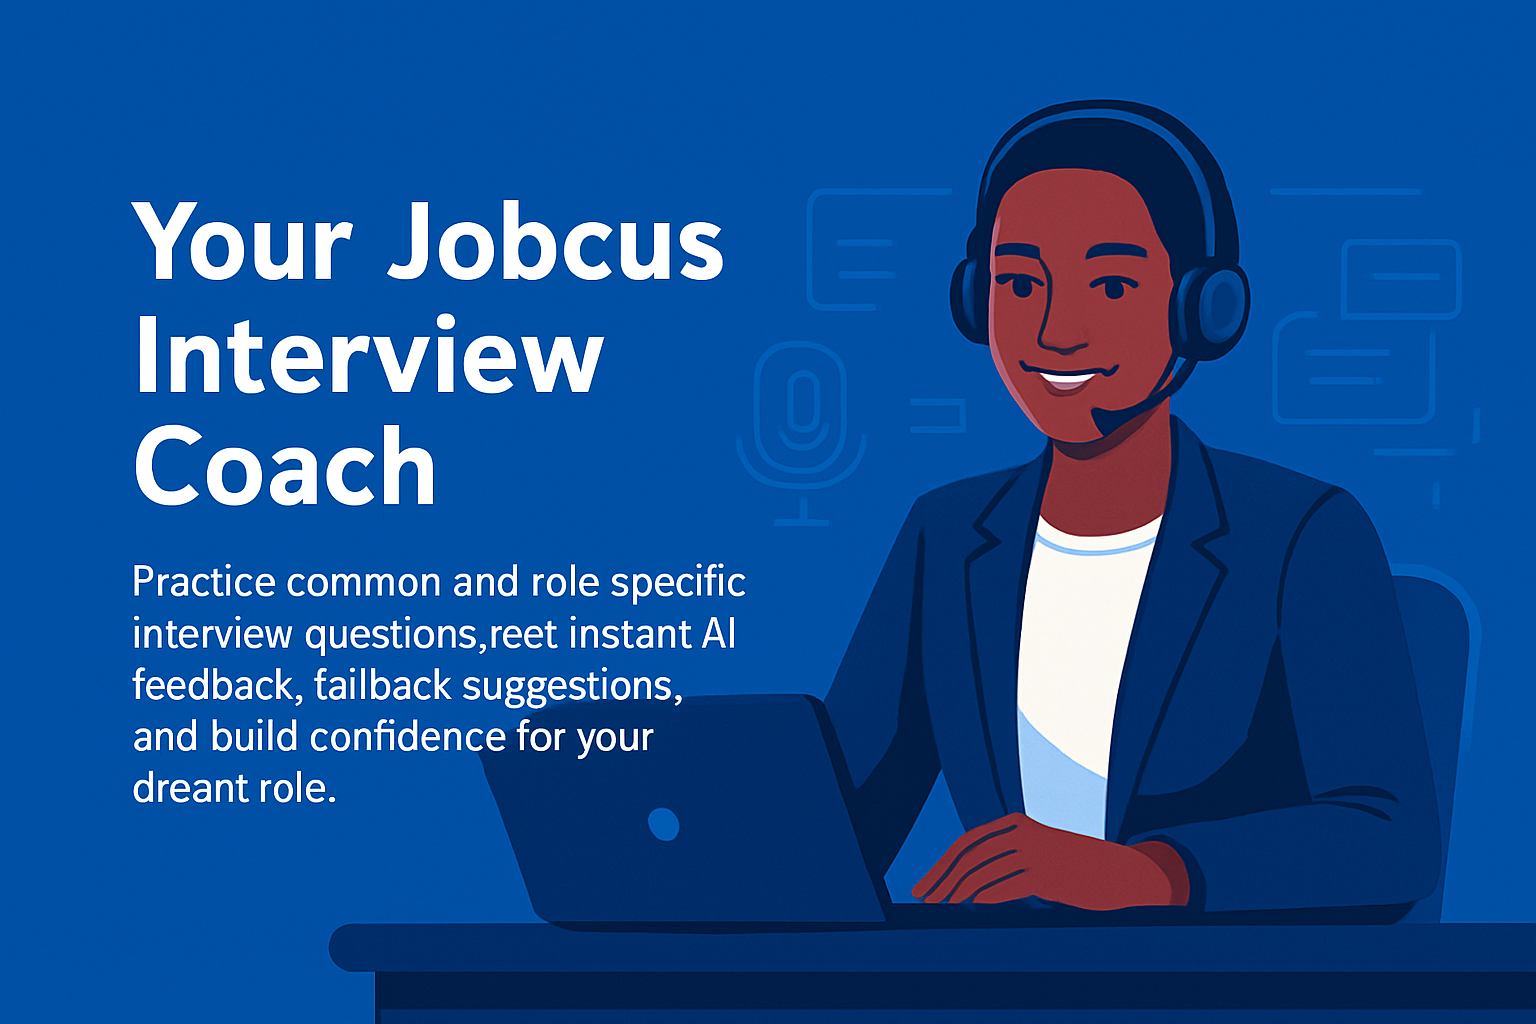 Your Jobcus
Interview
Coach
Practice common and role specific
interview questions,reet instant AI
feedback, failback suggestions,
and build confidence for your
dreant role.